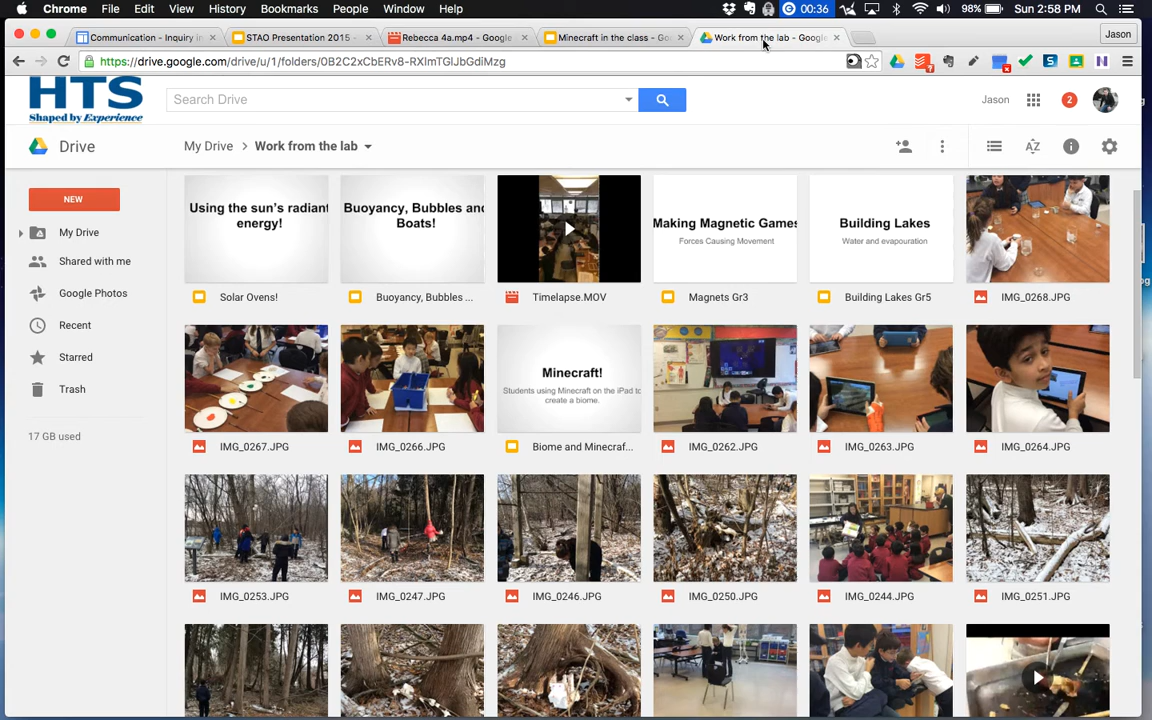 Chrome File Edit View History Bookmarks People Window Help 00:36 98% Sun 2:58 PM
Communication - Inquiry in STAO Presentation 2015 - Rebecca 4a.mp4 - Google Minecraft in the class - Go Work from the lab - Google Jason
https://drive.google.com/drive/u/1/folders/0B2C2xCbERv8-RXlmTGlJbGdiMzg
HTS
Shaped by Experience
Search Drive
Jason
2
Drive
My Drive > Work from the lab
NEW
My Drive
Shared with me
Google Photos
Recent
Starred
Trash
17 GB used
Using the sun's radiant
energy!
Solar Ovens!
Buoyancy, Bubbles and
Boats!
Buoyancy, Bubbles ...
Timelapse.MOV
Making Magnetic Games
Forces Causing Movement
Magnets Gr3
Building Lakes
Water and evapouration
Building Lakes Gr5
IMG_0268.JPG
IMG_0267.JPG
IMG_0266.JPG
Minecraft!
Students using Minecraft on the iPad to
create a biome.
Biome and Minecraf...
IMG_0262.JPG
IMG_0263.JPG
IMG_0264.JPG
IMG_0253.JPG
IMG_0247.JPG
IMG_0246.JPG
IMG_0250.JPG
IMG_0244.JPG
IMG_0251.JPG